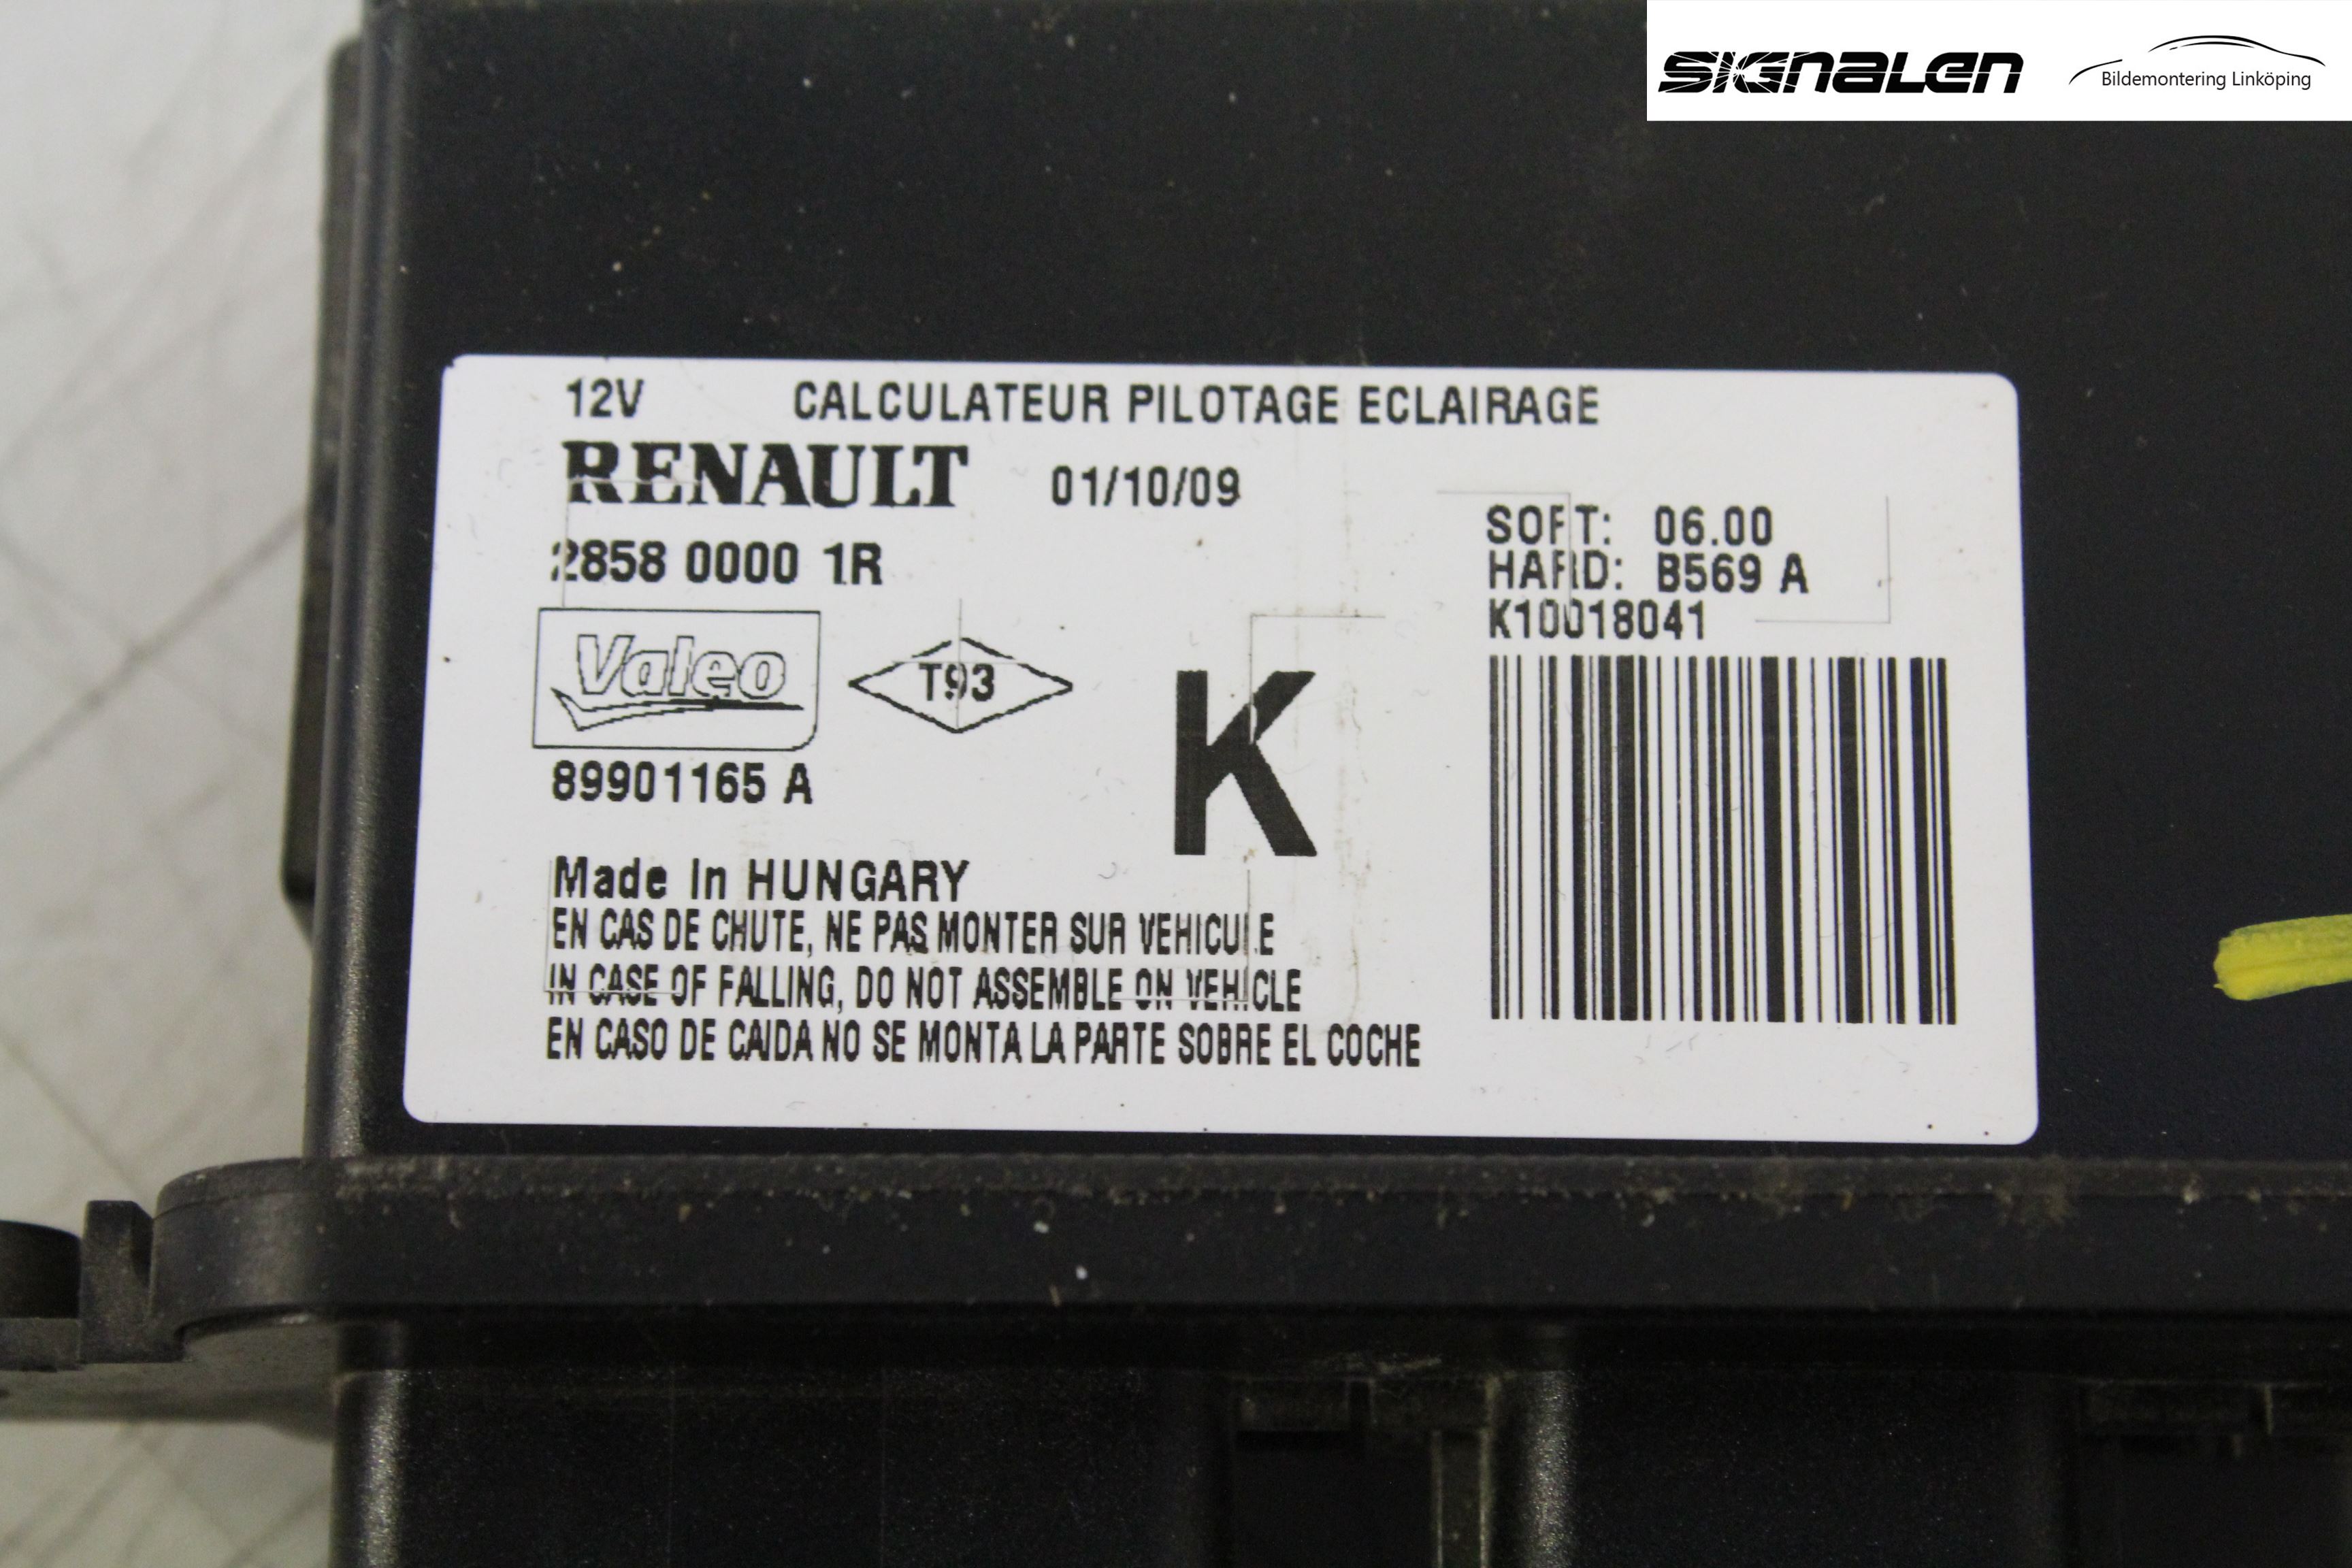 SIGNALEN
Bildemontering Linköping
12V CALCULATEUR PILOTAGE ECLAIRAGE
RENAULT 01/10/09
2858 0000 1R
SOFT: 06.00
HARD: B569 A
K10018041
Valeo
T93
K
89901165 A
Made In HUNGARY
EN CAS DE CHUTE, NE PAS MONTER SUR VEHICULE
IN CASE OF FALLING, DO NOT ASSEMBLE ON VEHICLE
EN CASO DE CAIDA NO SE MONTA LA PARTE SOBRE EL COCHE